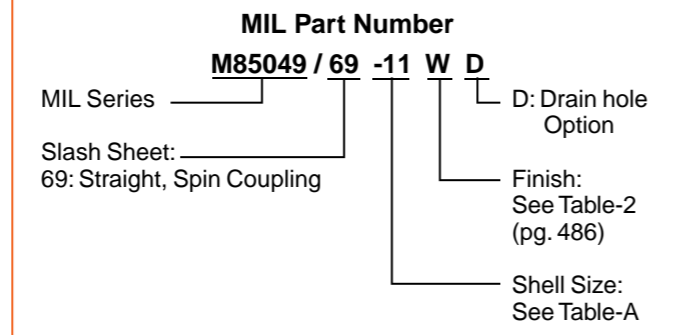 MIL Part Number
M85049 / 69 -11 W D
MIL Series
Slash Sheet:
69: Straight, Spin Coupling
D: Drain hole
Option
Finish:
See Table-2
(pg. 486)
Shell Size:
See Table-A